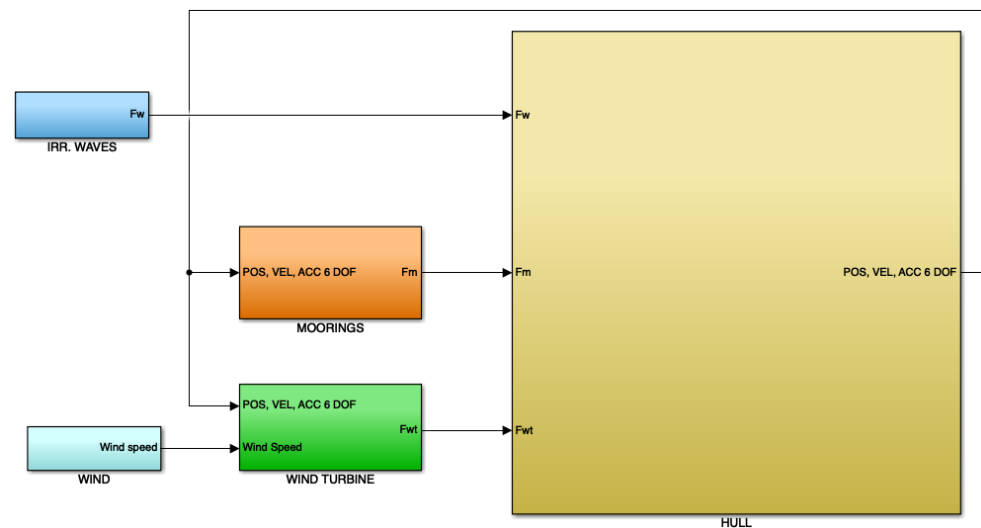 Fw
IRR. WAVES
Fw
POS, VEL, ACC 6 DOF
Fm
MOORINGS
Fm
POS, VEL, ACC 6 DOF
POS, VEL, ACC 6 DOF
Fwt
Wind Speed
WIND TURBINE
Fwt
Wind speed
WIND
HULL